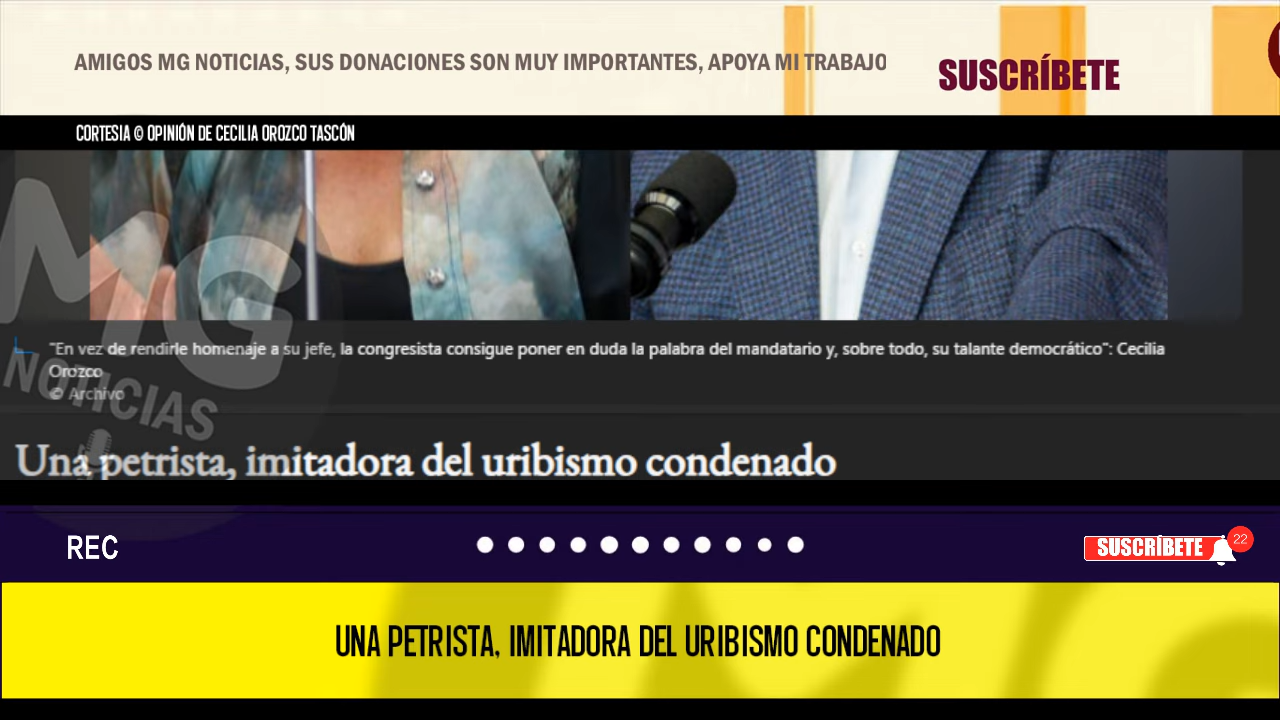 AMIGOS MG NOTICIAS, SUS DONACIONES SON MUY IMPORTANTES, APOYA MI TRABAJO
SUSCRÍBETE
CORTESIA © OPINIÓN DE CECILIA OROZCO TASCÓN
MG
NOTICIAS
"En vez de rendirle homenaje a su jefe, la congresista consigue poner en duda la palabra del mandatario y, sobre todo, su talante democrático": Cecilia
Orozco
© Archivo
Una petrista, imitadora del uribismo condenado
REC
SUSCRÍBETE
22
UNA PETRISTA, IMITADORA DEL URIBISMO CONDENADO